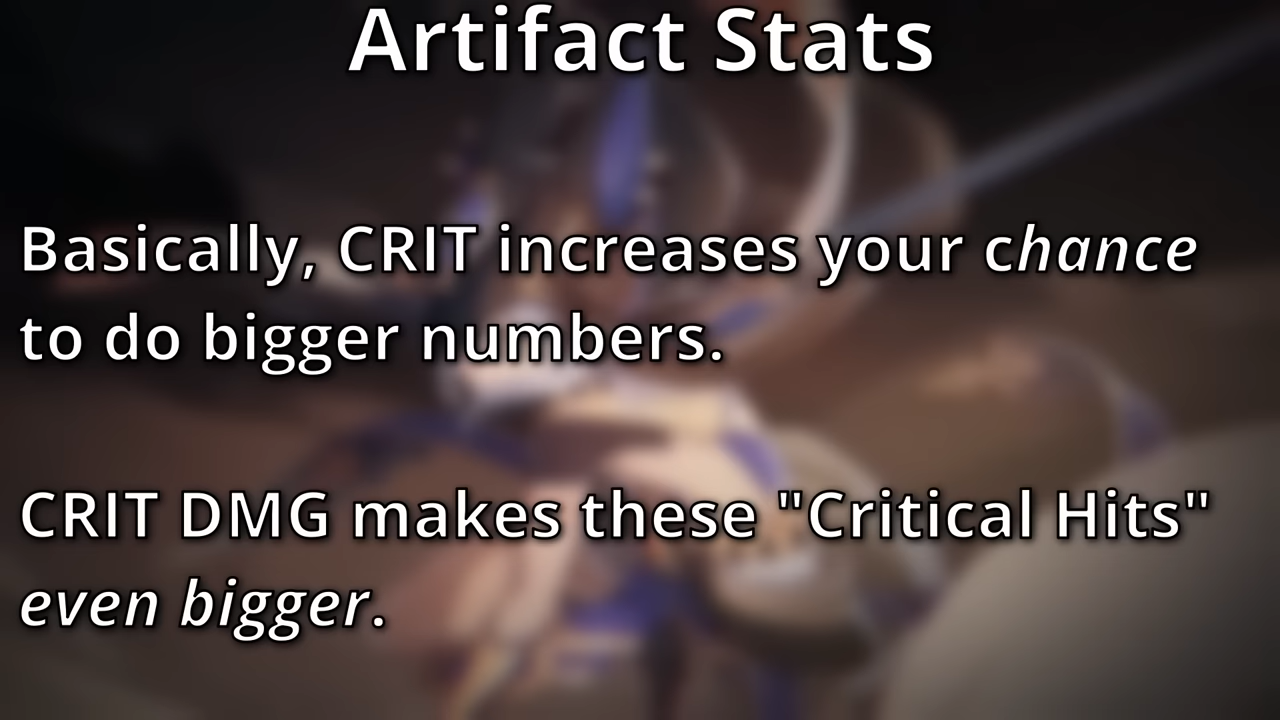 Artifact Stats
Basically, CRIT increases your chance
to do bigger numbers.
CRIT DMG makes these "Critical Hits"
even bigger.